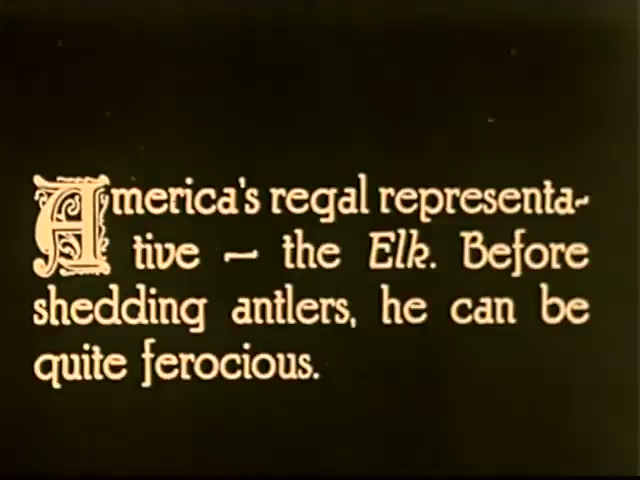 America's regal representa-
tive — the Elk. Before
shedding antlers, he can be
quite ferocious.